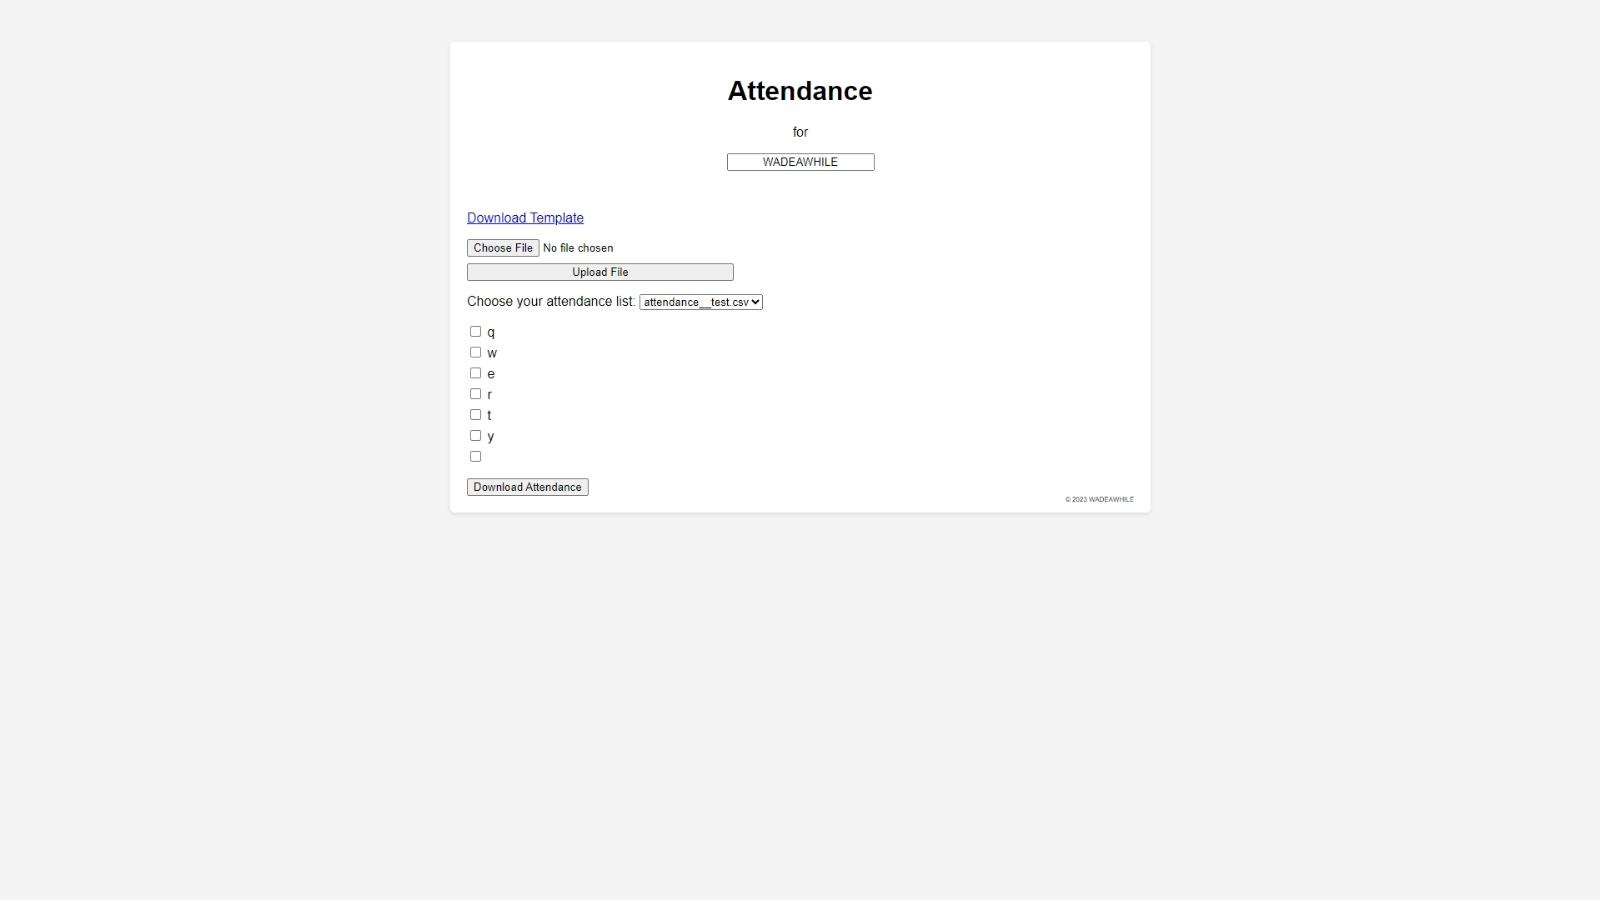 Attendance
for
WADEAWHILE
Download Template
Choose File No file chosen
Upload File
Choose your attendance list: attendance__test.csv
q
w
e
r
t
y
Download Attendance
© 2023 WADEAWHILE